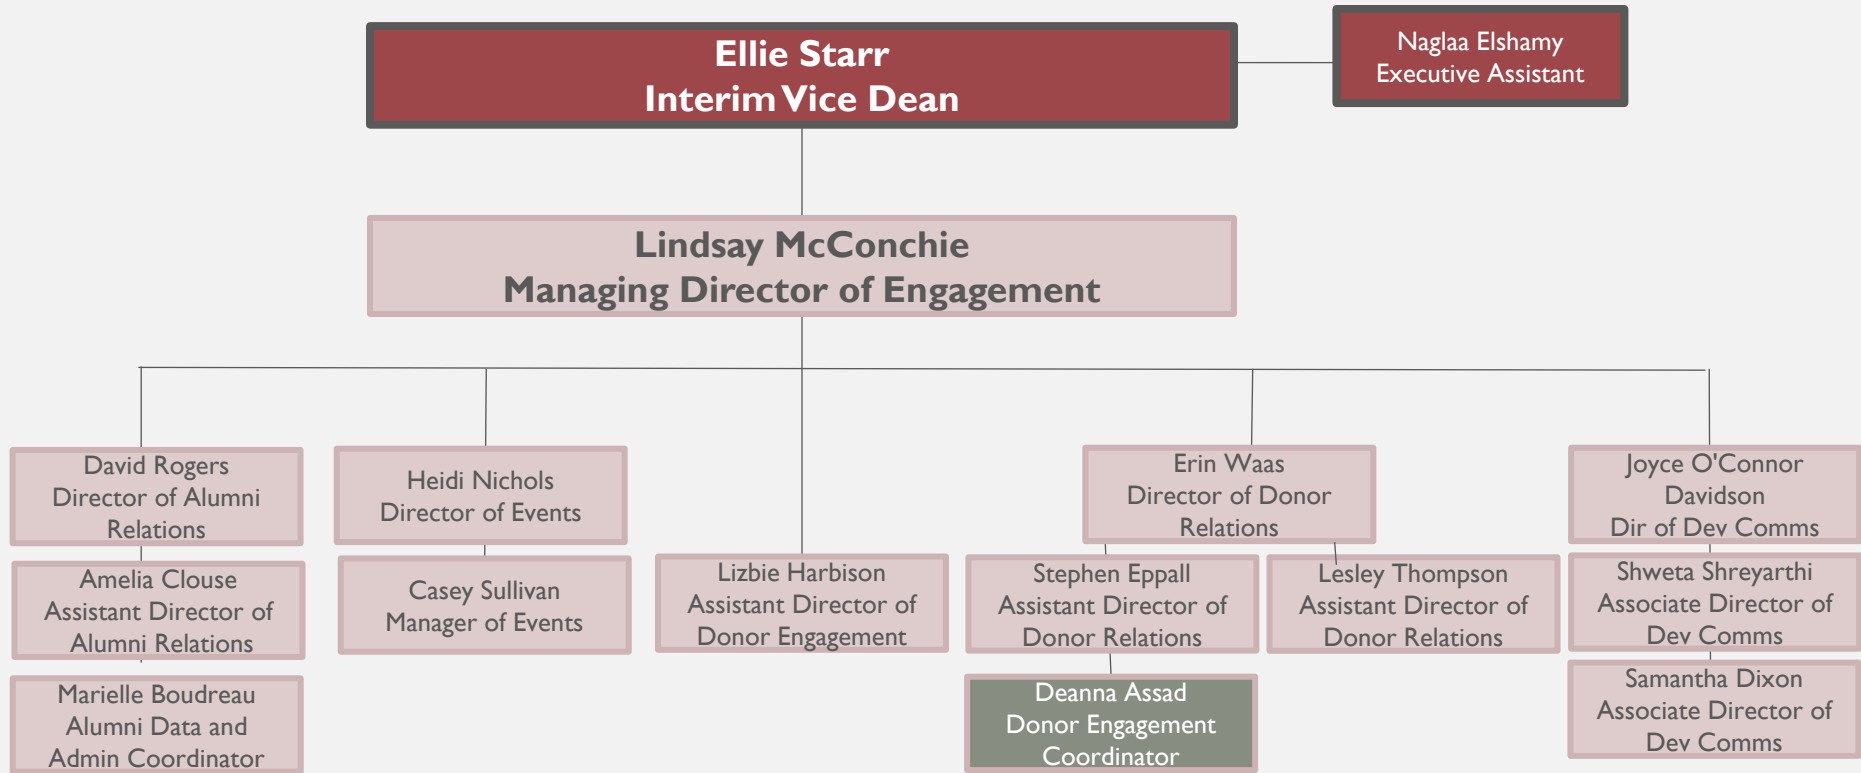 Ellie Starr
Interim Vice Dean
Naglaa Elshamy
Executive Assistant
Lindsay McConchie
Managing Director of Engagement
David Rogers
Director of Alumni
Relations
Heidi Nichols
Director of Events
Erin Waas
Director of Donor
Relations
Joyce O'Connor
Davidson
Dir of Dev Comms
Amelia Clouse
Assistant Director of
Alumni Relations
Casey Sullivan
Manager of Events
Lizbie Harbison
Assistant Director of
Donor Engagement
Stephen Eppall
Assistant Director of
Donor Relations
Lesley Thompson
Assistant Director of
Donor Relations
Shweta Shreyarthi
Associate Director of
Dev Comms
Marielle Boudreau
Alumni Data and
Admin Coordinator
Deanna Assad
Donor Engagement
Coordinator
Samantha Dixon
Associate Director of
Dev Comms